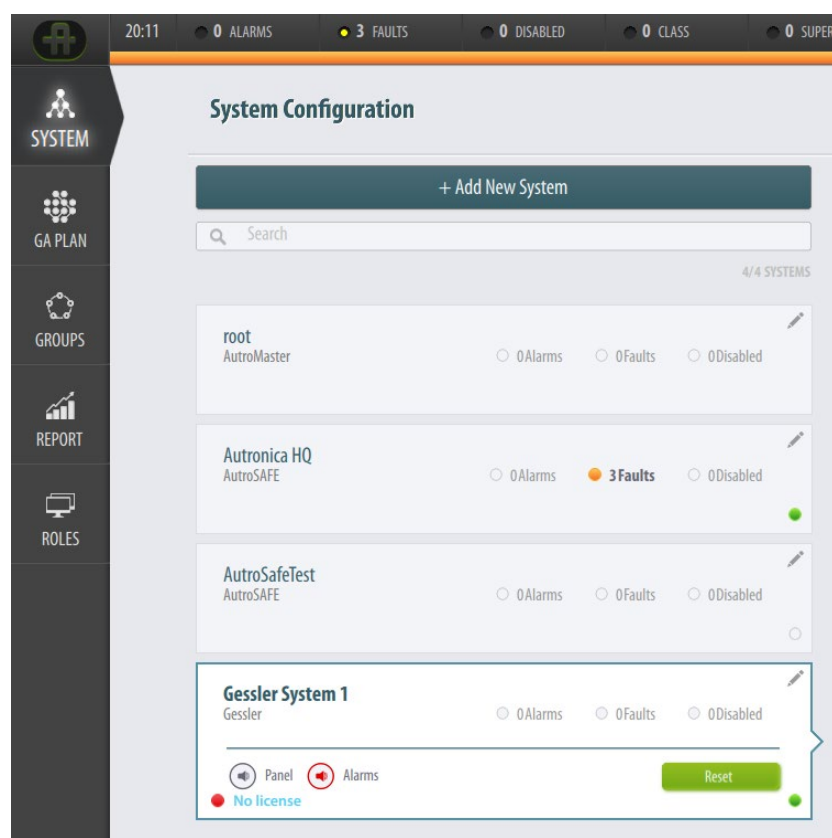 20:11 0 ALARMS 3 FAULTS 0 DISABLED 0 CLASS 0 SUPER
SYSTEM
GA PLAN
GROUPS
REPORT
ROLES
System Configuration
+ Add New System
Search
4/4 SYSTEMS
root
AutroMaster 0 Alarms 0 Faults 0 Disabled
Autronica HQ
AutroSAFE 0 Alarms 3 Faults 0 Disabled
AutroSafeTest
AutroSAFE 0 Alarms 0 Faults 0 Disabled
Gessler System 1
Gessler 0 Alarms 0 Faults 0 Disabled
Panel Alarms Reset
No license